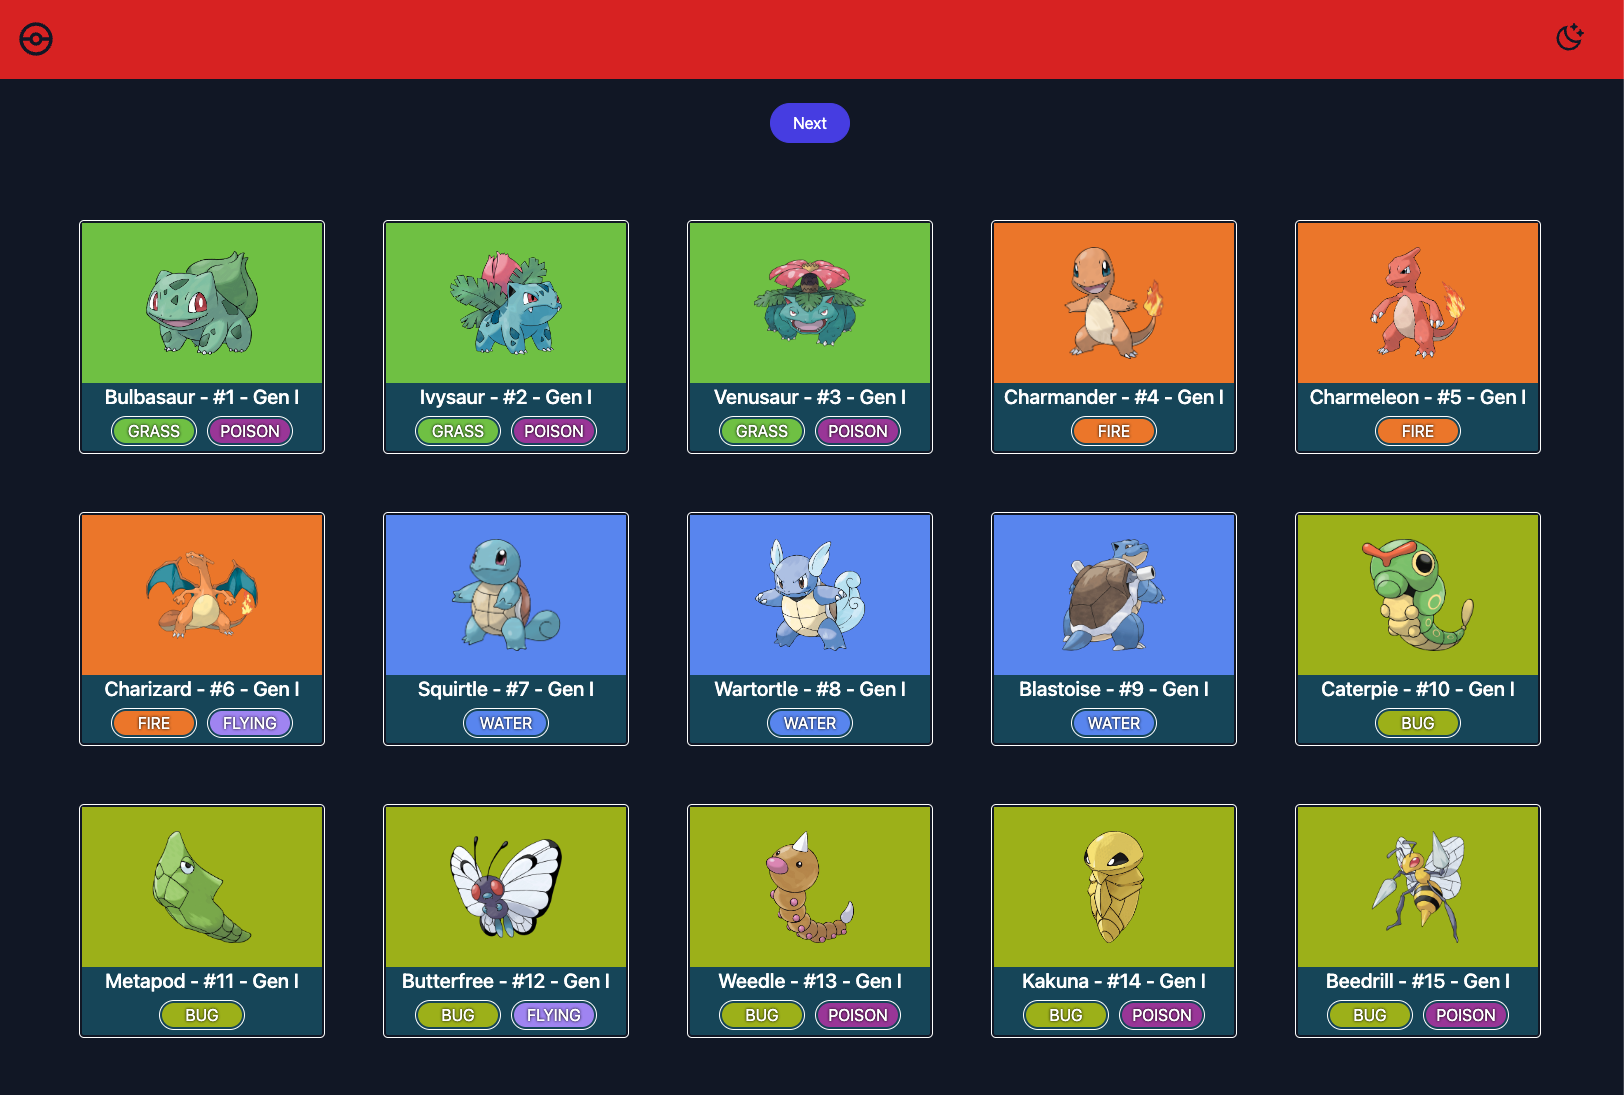 Next
Bulbasaur - #1 - Gen I
GRASS POISON
Ivysaur - #2 - Gen I
GRASS POISON
Venusaur - #3 - Gen I
GRASS POISON
Charmander - #4 - Gen I
FIRE
Charmeleon - #5 - Gen I
FIRE
Charizard - #6 - Gen I
FIRE FLYING
Squirtle - #7 - Gen I
WATER
Wartortle - #8 - Gen I
WATER
Blastoise - #9 - Gen I
WATER
Caterpie - #10 - Gen I
BUG
Metapod - #11 - Gen I
BUG
Butterfree - #12 - Gen I
BUG FLYING
Weedle - #13 - Gen I
BUG POISON
Kakuna - #14 - Gen I
BUG POISON
Beedrill - #15 - Gen I
BUG POISON